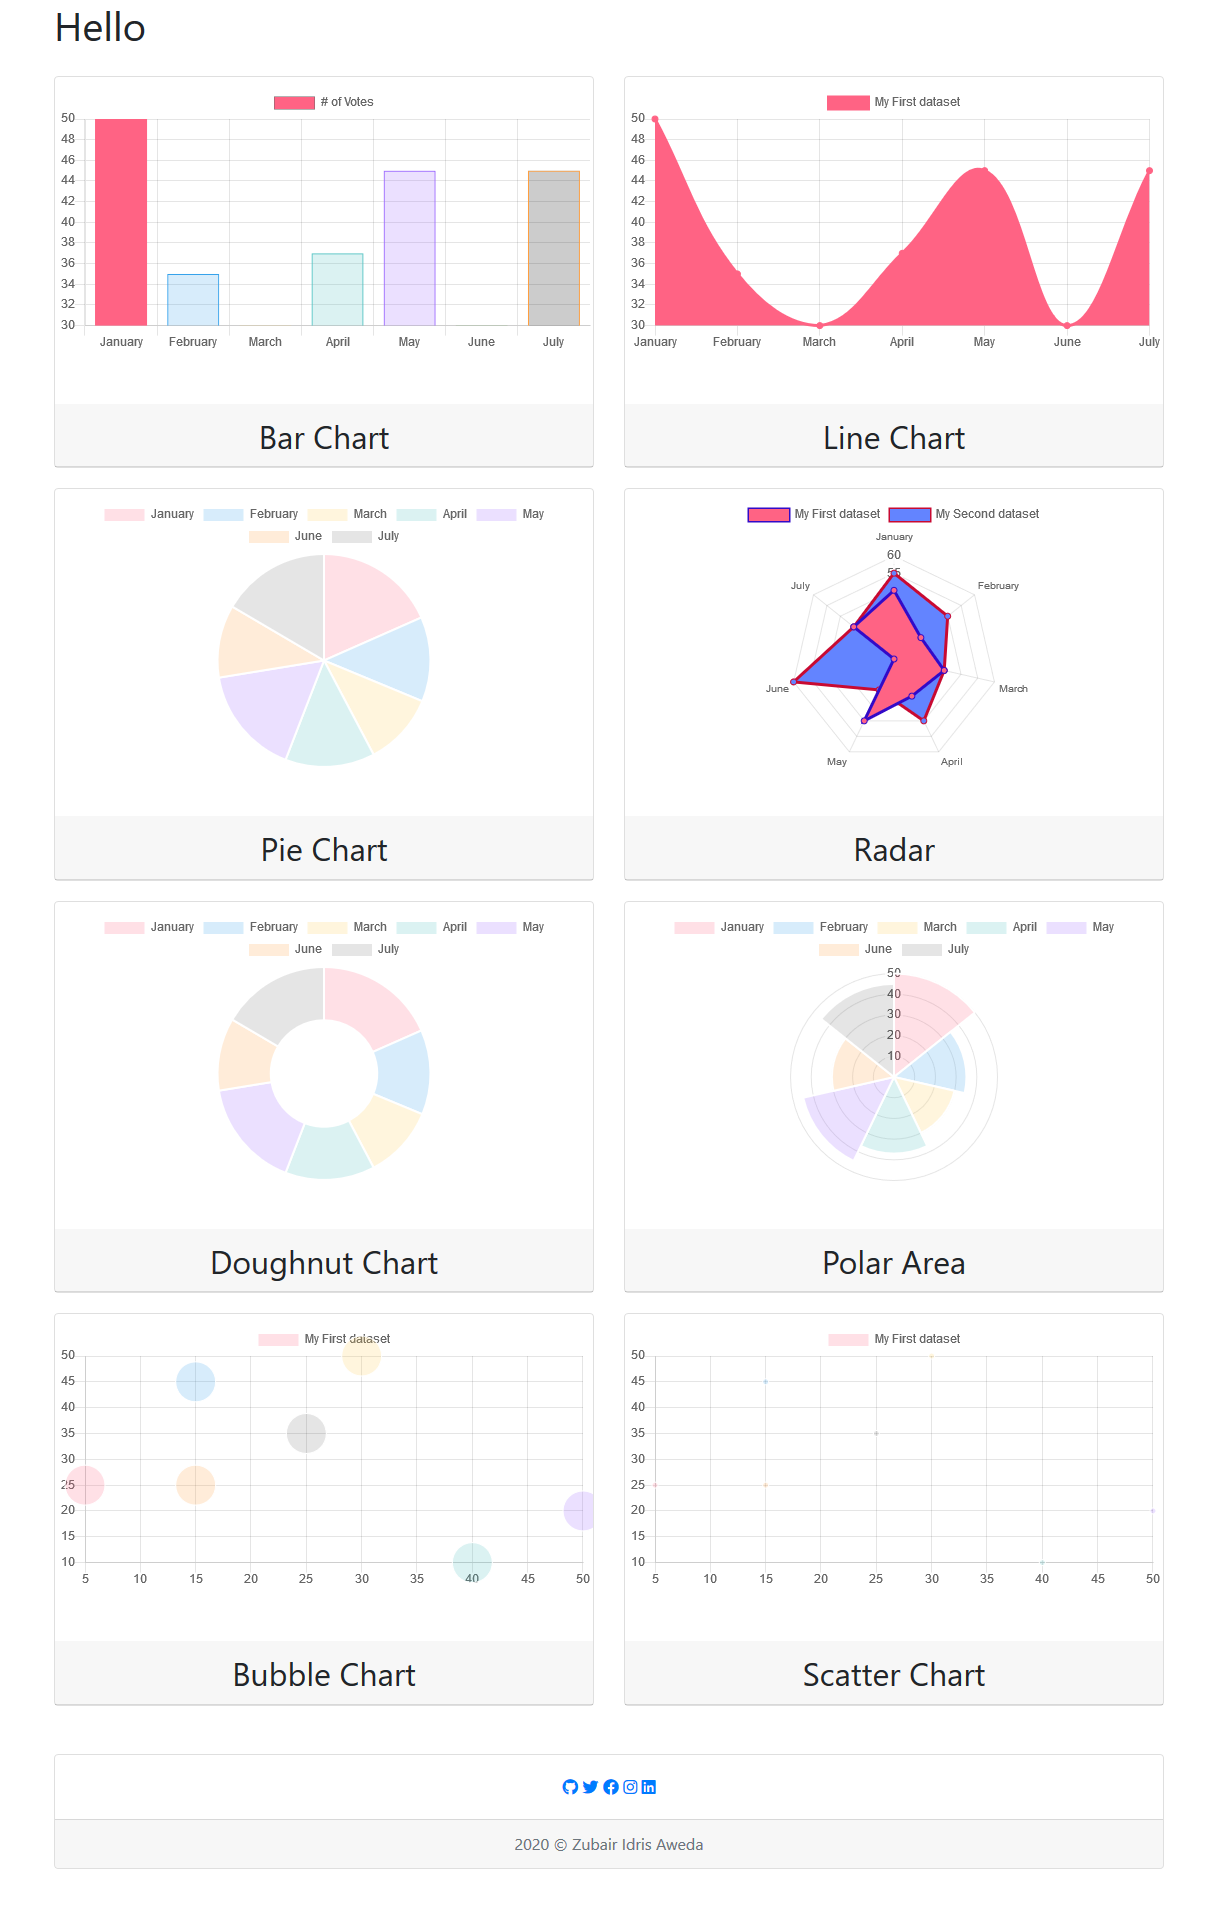 Hello
# of Votes
50
48
46
44
42
40
38
36
34
32
30
January February March April May June July
Bar Chart
My First dataset
50
48
46
44
42
40
38
36
34
32
30
January February March April May June July
Line Chart
January February March April May
June July
Pie Chart
My First dataset My Second dataset
January
60
55
July February
June March
May April
Radar
January February March April May
June July
Doughnut Chart
January February March April May
June July
50
40
30
20
10
Polar Area
My First dataset
50
45
40
35
30
25
20
15
10
5 10 15 20 25 30 35 40 45 50
Bubble Chart
My First dataset
50
45
40
35
30
25
20
15
10
5 10 15 20 25 30 35 40 45 50
Scatter Chart
2020 © Zubair Idris Aweda